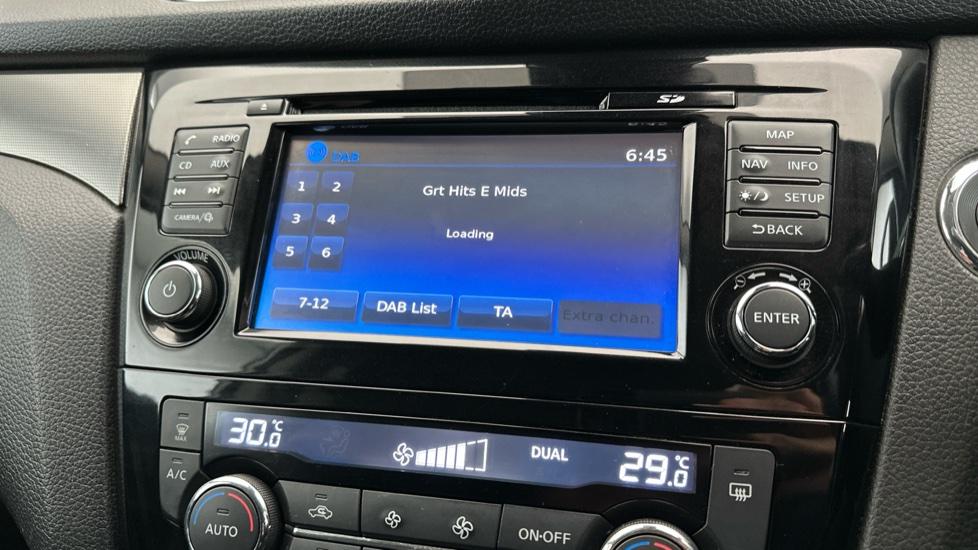 SD
RADIO
CD AUX
CAMERA/
VOLUME
DAB
6:45
1 2
Grt Hits E Mids
3 4
Loading
5 6
7-12
DAB List
TA
Extra chan.
MAP
NAV INFO
SETUP
BACK
ENTER
MAX
A/C
AUTO
30.0 °C
DUAL
29.0 °C
ON·OFF